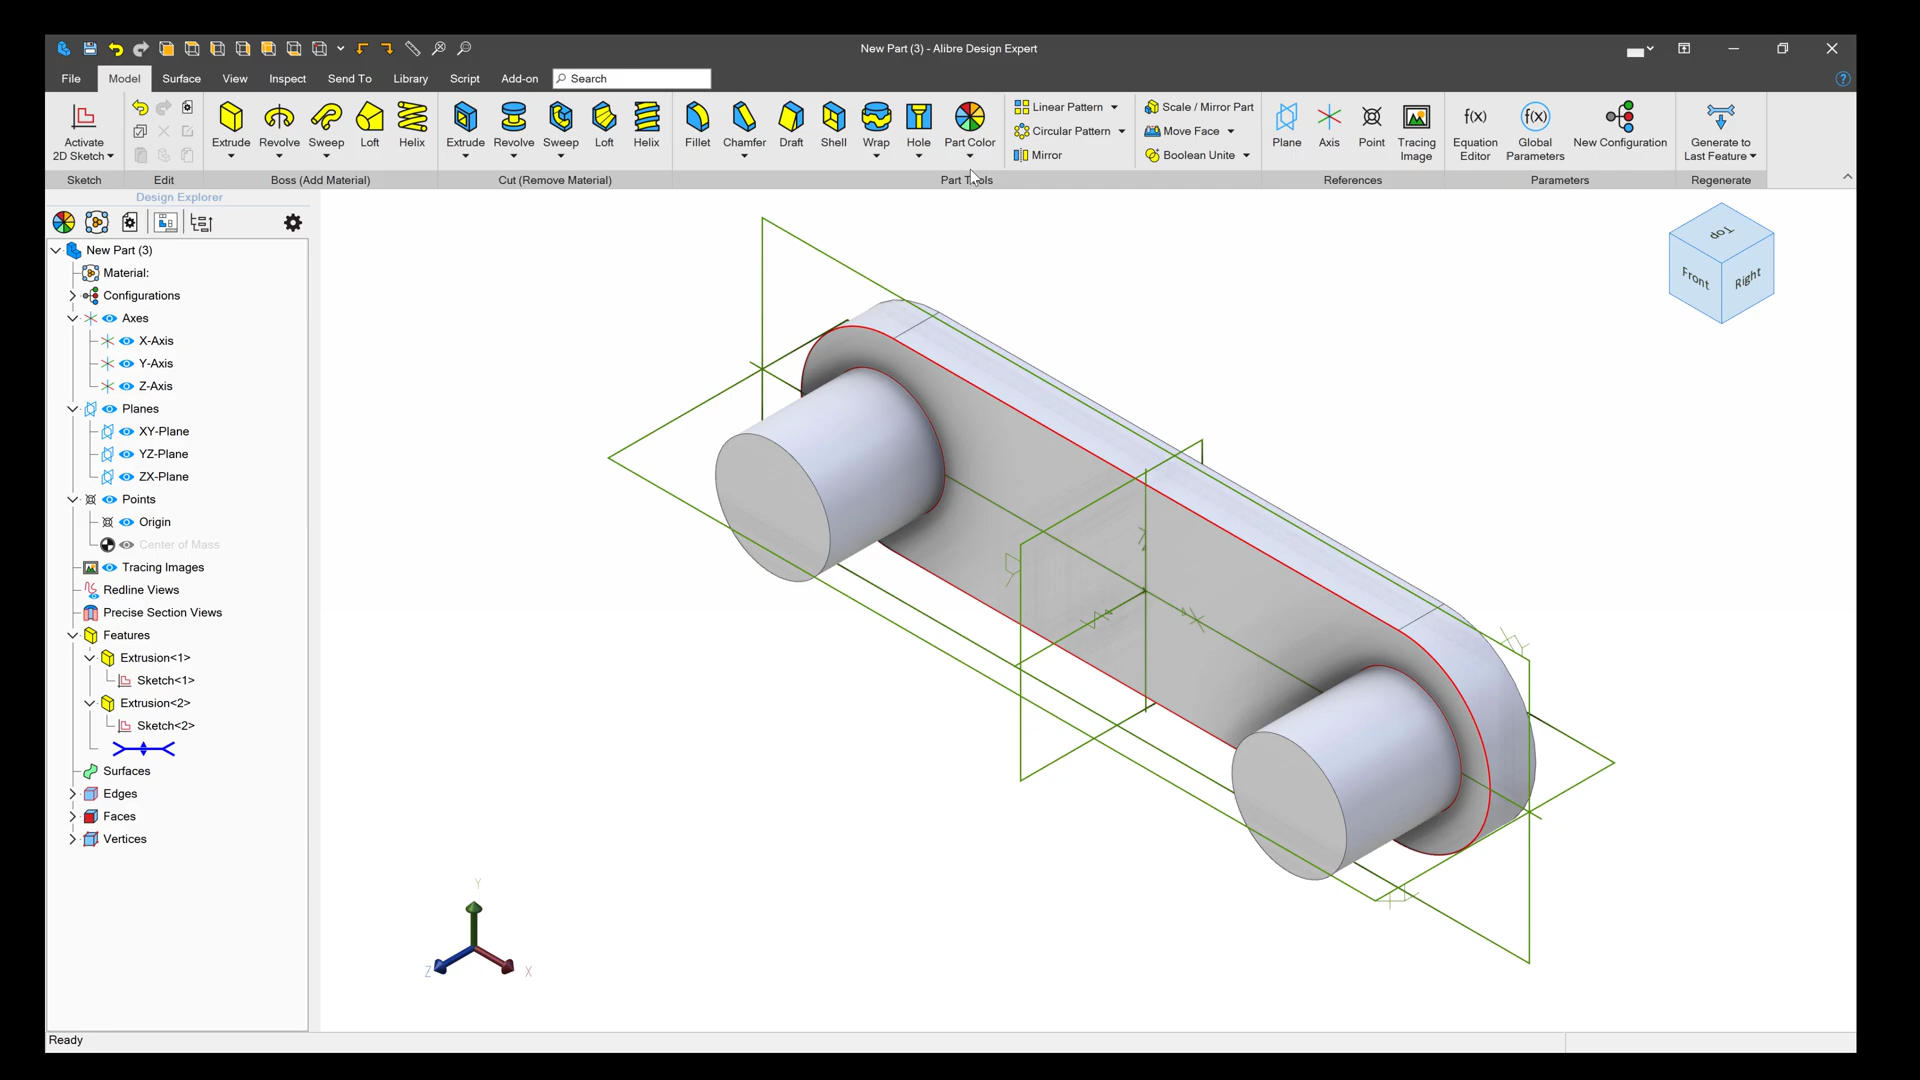 New Part (3) - Alibre Design Expert
File Model Surface View Inspect Send To Library Script Add-on Search
Activate
2D Sketch
Extrude Revolve Sweep Loft Helix
Extrude Revolve Sweep Loft Helix
Fillet Chamfer Draft Shell Wrap Hole Part Color
Linear Pattern
Circular Pattern
Mirror
Scale / Mirror Part
Move Face
Boolean Unite
Plane Axis Point Tracing
Image
f(x) f(x)
Equation
Editor
Global
Parameters
New Configuration
Generate to
Last Feature
Sketch Edit Boss (Add Material) Cut (Remove Material) Part Tools References Parameters Regenerate
Design Explorer
New Part (3)
Material:
Configurations
Axes
X-Axis
Y-Axis
Z-Axis
Planes
XY-Plane
YZ-Plane
ZX-Plane
Points
Origin
Center of Mass
Tracing Images
Redline Views
Precise Section Views
Features
Extrusion<1>
Sketch<1>
Extrusion<2>
Sketch<2>
Surfaces
Edges
Faces
Vertices
Top
Front Right
Y
Z X
Ready